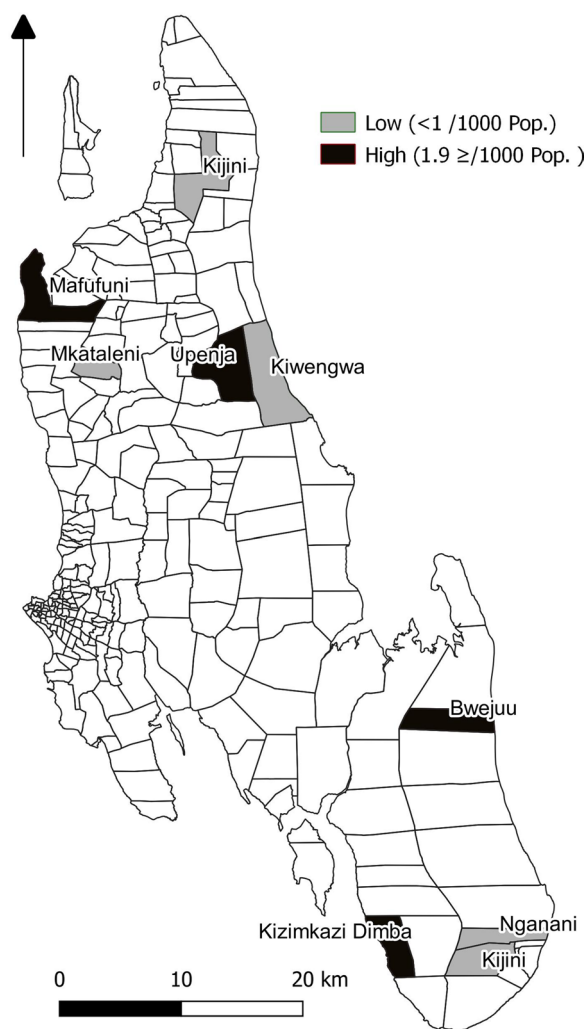 Low (<1 /1000 Pop.)
High (1.9 ≥/1000 Pop.)
Kijini
Mafufuni
Mkataleni
Upenja
Kiwengwa
Bwejuu
Kizimkazi Dimba
Nganani
Kijini
0 10 20 km